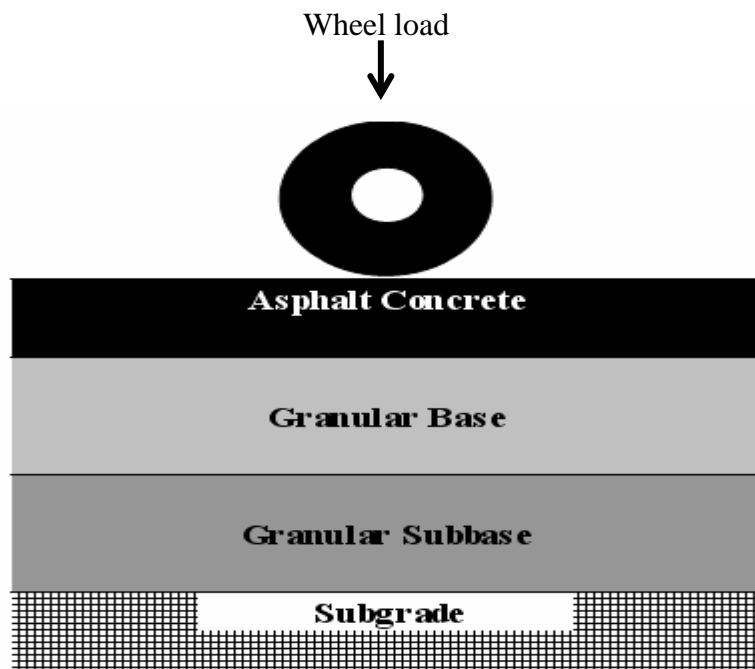 Wheel load
Asphalt Concrete
Granular Base
Granular Subbase
Subgrade